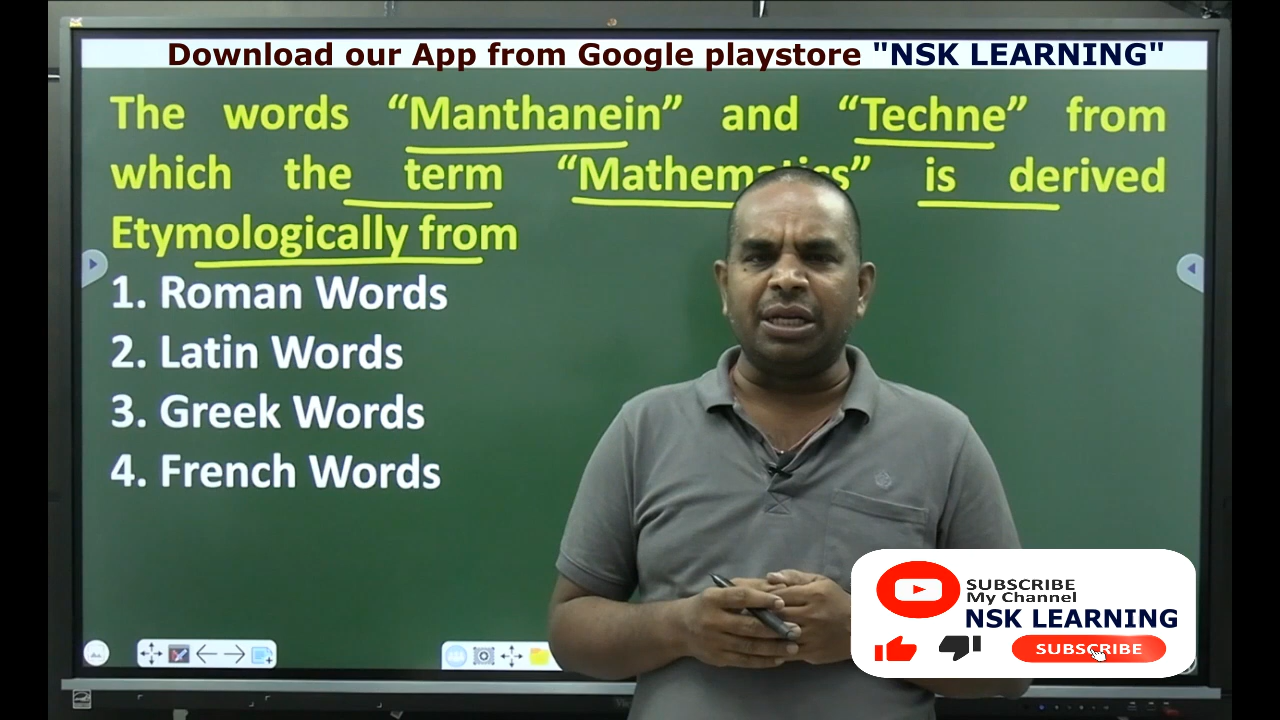 Download our App from Google playstore "NSK LEARNING"
The words “Manthanein” and “Techne” from
which the term “Mathematics” is derived
Etymologically from
1. Roman Words
2. Latin Words
3. Greek Words
4. French Words
SUBSCRIBE
My Channel
NSK LEARNING
SUBSCRIBE